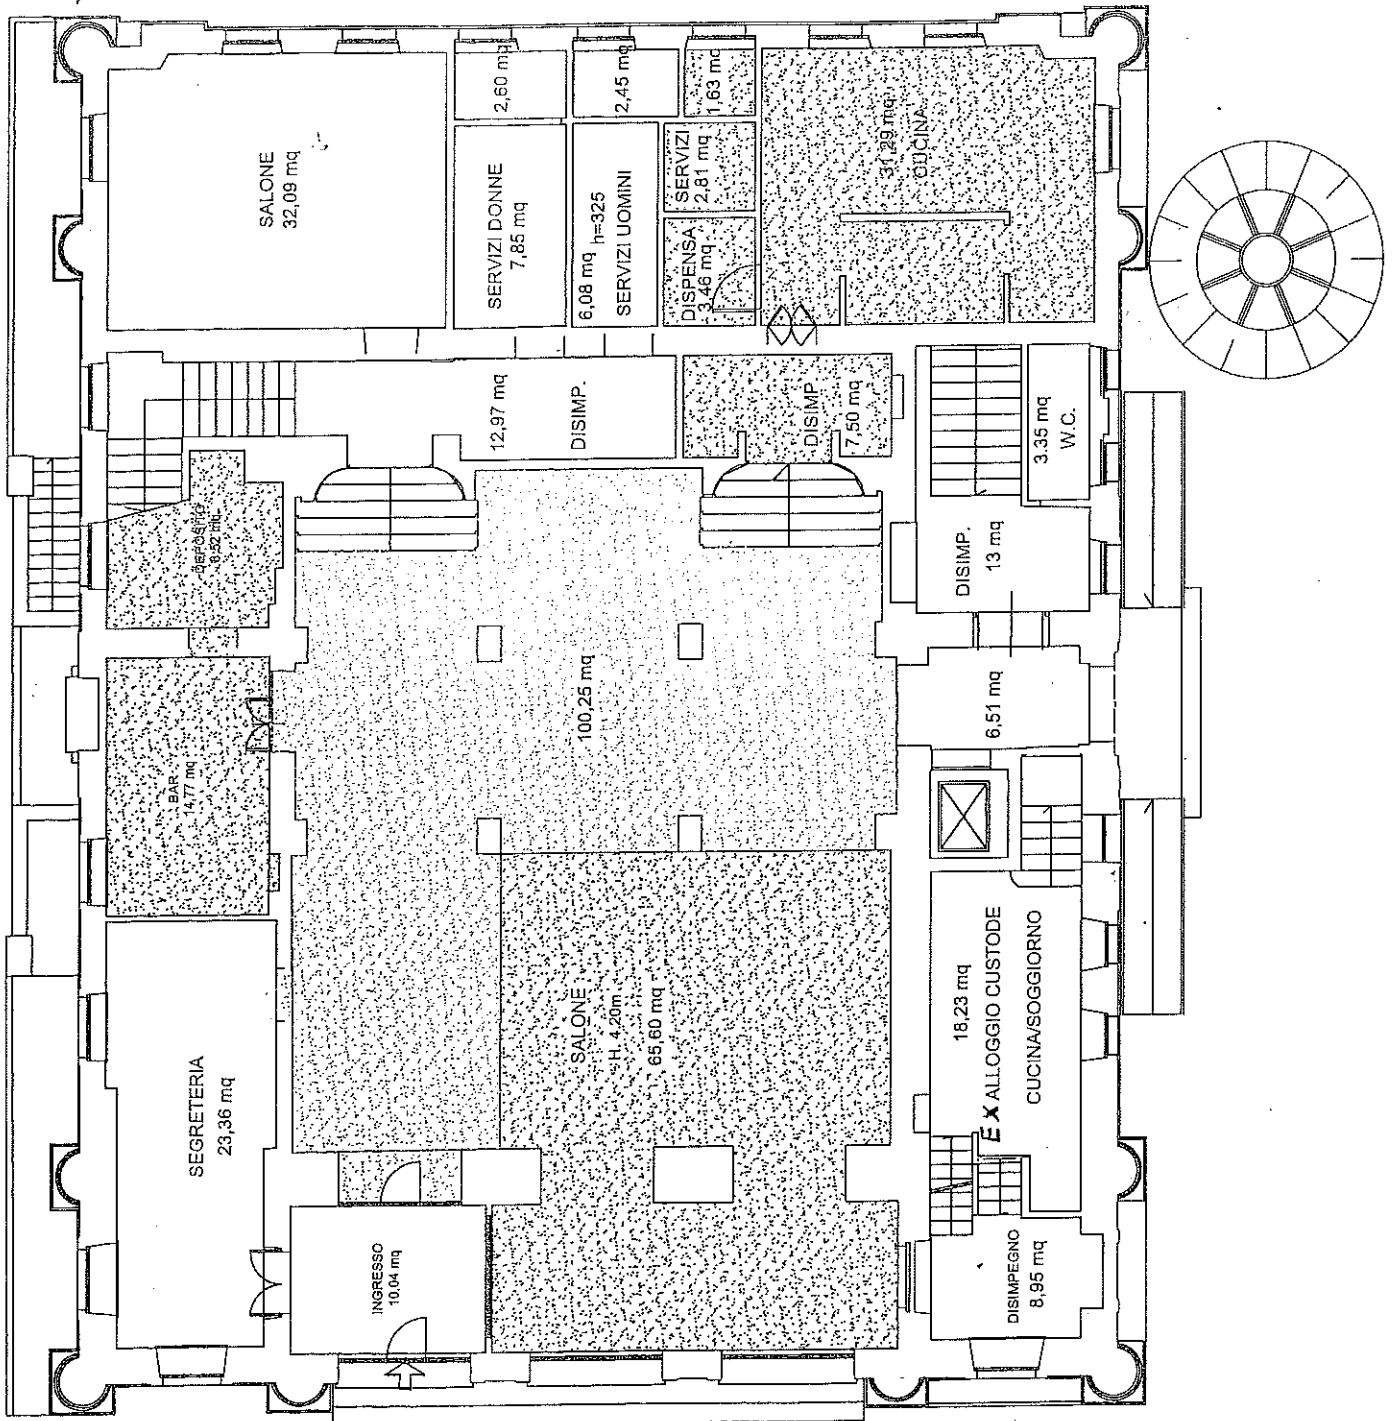 SALONE
32,09 mq
2,60 mq
2,45 mq
1,63 mq
SERVIZI DONNE
7,85 mq
6,08 mq h=325
SERVIZI UOMINI
SERVIZI
2,81 mq
DISPENSA
3,46 mq
31,29 mq
CUCINA
12,97 mq
DISIMP.
DISIMP
7,50 mq
3.35 mq
W.C.
DEPOSITO
8,52 mq
DISIMP.
13 mq
BAR
14,77 mq
100,25 mq
6,51 mq
SEGRETERIA
23,36 mq
SALONE
H. 4.20m
65,60 mq
18,23 mq
EX ALLOGGIO CUSTODE
CUCINA/SOGGIORNO
INGRESSO
10.04 mq
DISIMPEGNO
8,95 mq